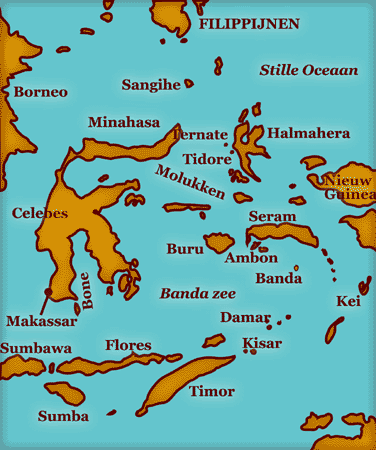 FILIPPIJNEN
Stille Oceaan
Borneo
Sangihe
Minahasa
Ternate
Halmahera
Tidore
Molukken
Nieuw
Guinea
Celebes
Seram
Buru
Ambon
Banda
Bone
Banda zee
Kei
Makassar
Damar
Sumbawa
Flores
Kisar
Timor
Sumba